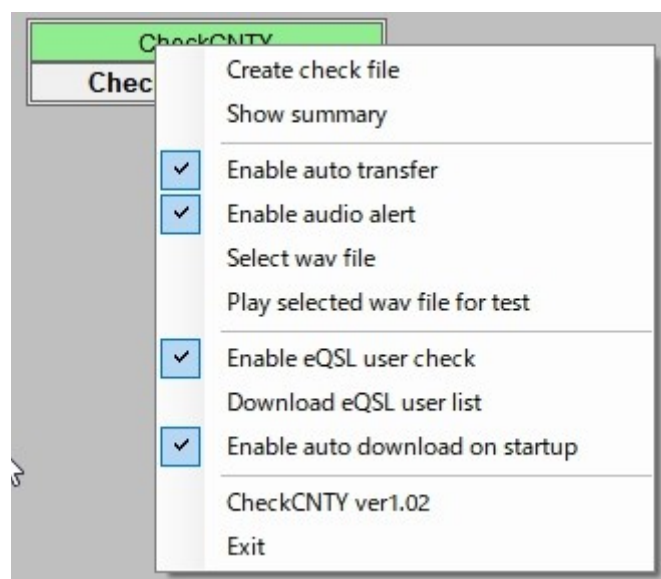 CheckCNTY
Chec
Create check file
Show summary
Enable auto transfer
Enable audio alert
Select wav file
Play selected wav file for test
Enable eQSL user check
Download eQSL user list
Enable auto download on startup
CheckCNTY ver1.02
Exit